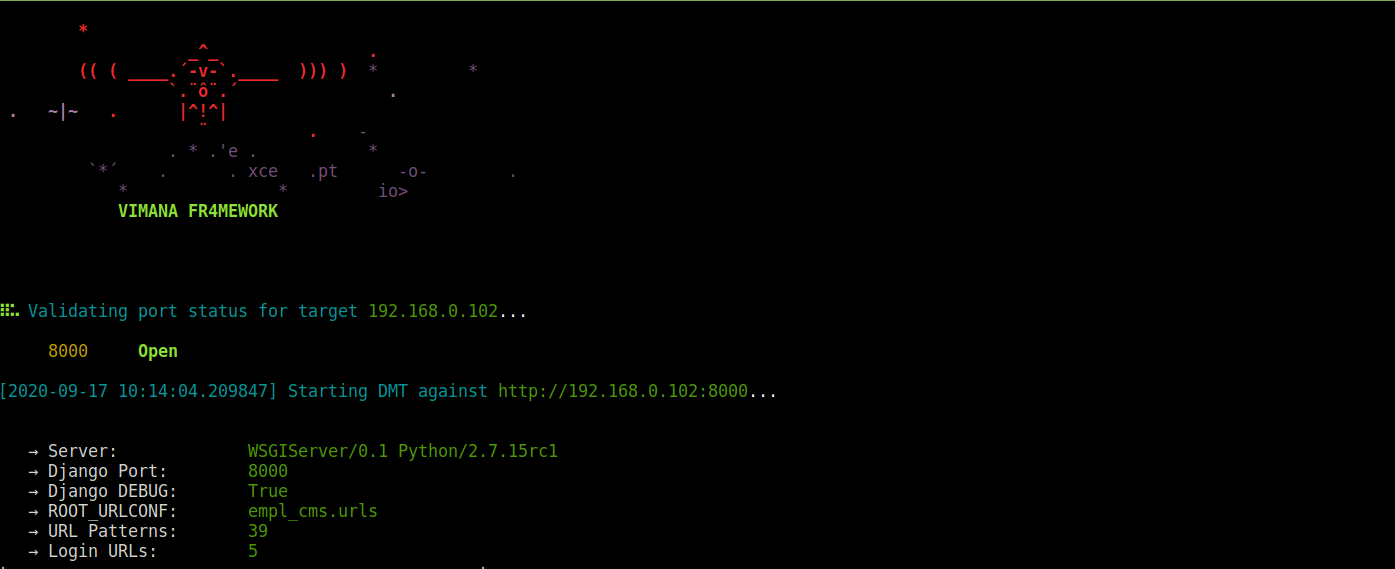 *
_^_ .
(( ( ____.´-v-`.____ ))) ) * *
`.¨ô¨.´ .
. ~|~ . |^!^|
¨ . -
. * .'e . *
`*´ . . xce .pt -o- .
* * io>
VIMANA FR4MEWORK
Validating port status for target 192.168.0.102...
8000 Open
[2020-09-17 10:14:04.209847] Starting DMT against http://192.168.0.102:8000...
→ Server: WSGIServer/0.1 Python/2.7.15rc1
→ Django Port: 8000
→ Django DEBUG: True
→ ROOT_URLCONF: empl_cms.urls
→ URL Patterns: 39
→ Login URLs: 5